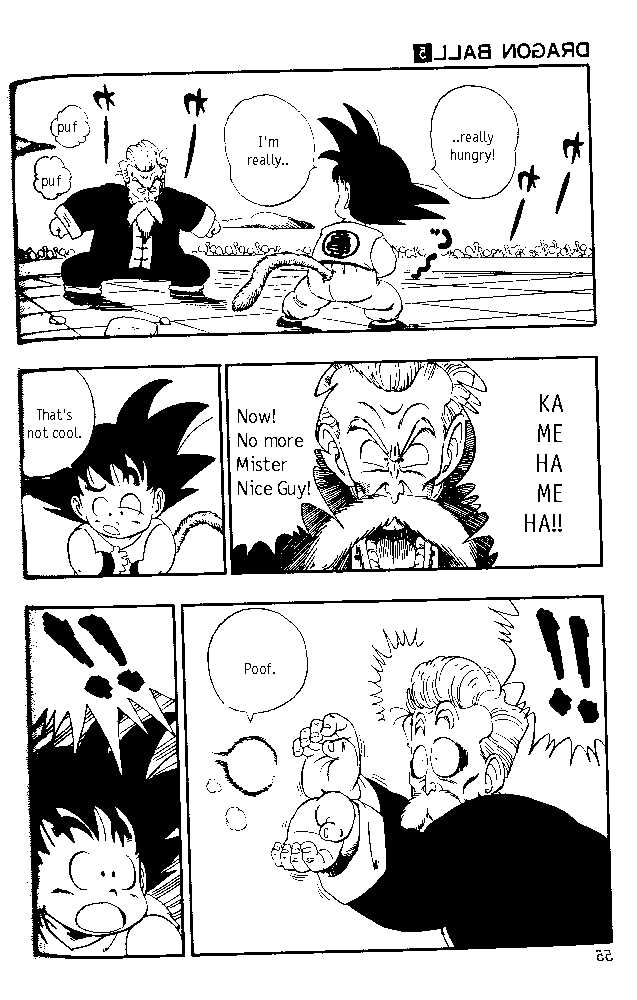 DRAGON BALL 5
puf
puf
I'm
really..
..really
hungry!
That's
not cool.
Now!
No more
Mister
Nice Guy!
KA
ME
HA
ME
HA!!
!!
Poof.
!!
55